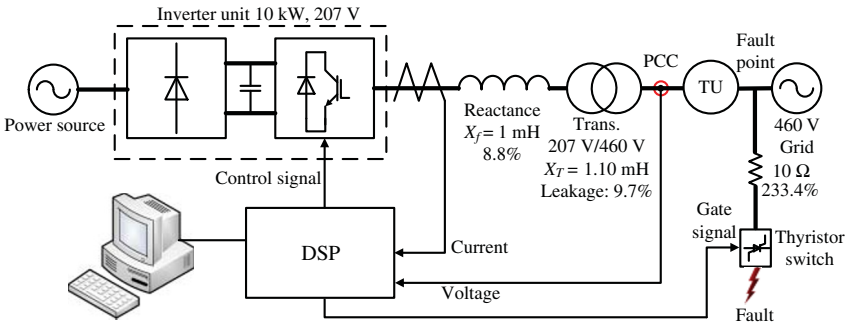 Inverter unit 10 kW, 207 V
Power source
Reactance
X_f = 1 mH
8.8%
Trans.
207 V/460 V
X_T = 1.10 mH
Leakage: 9.7%
PCC
TU
Fault
point
460 V
Grid
10 Ω
233.4%
Control signal
DSP
Current
Voltage
Gate
signal
Thyristor
switch
Fault